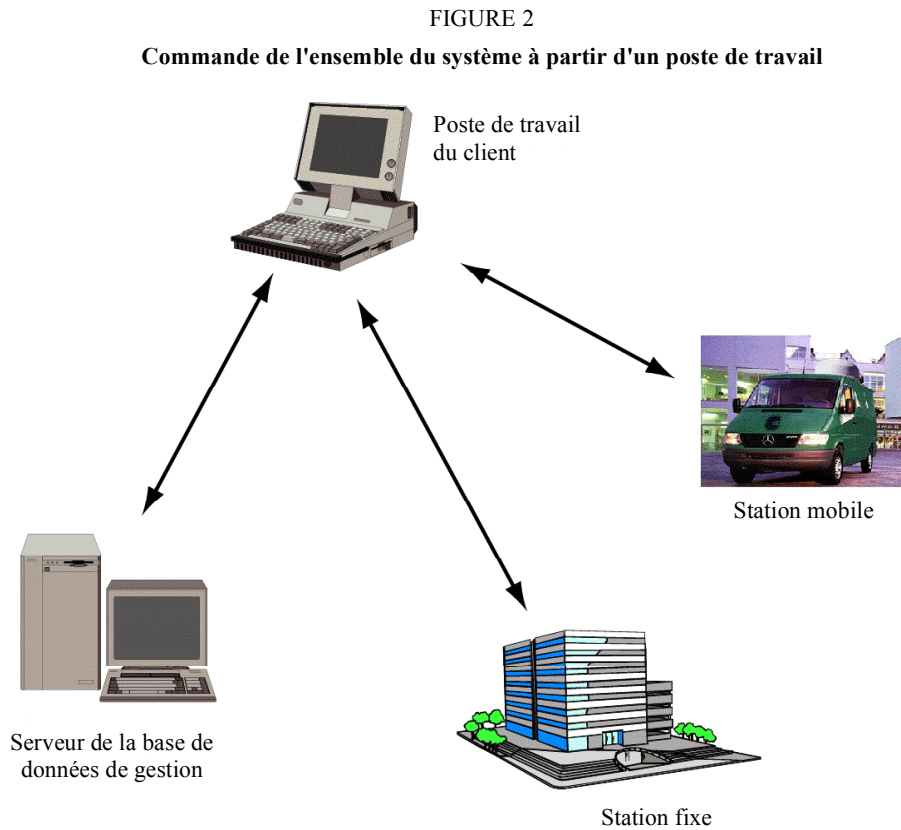 FIGURE 2
Commande de l'ensemble du système à partir d'un poste de travail
Poste de travail
du client
Station mobile
Serveur de la base de
données de gestion
Station fixe